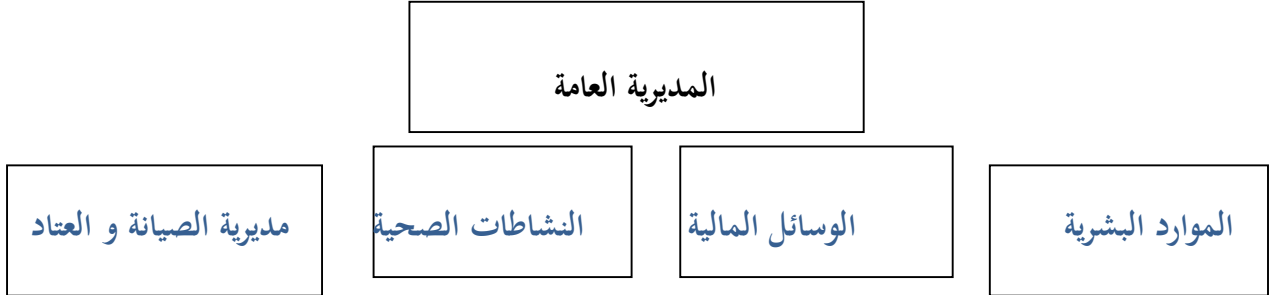 المديرية العامة
الموارد البشرية
الوسائل المالية
النشاطات الصحية
مديرية الصيانة و العتاد